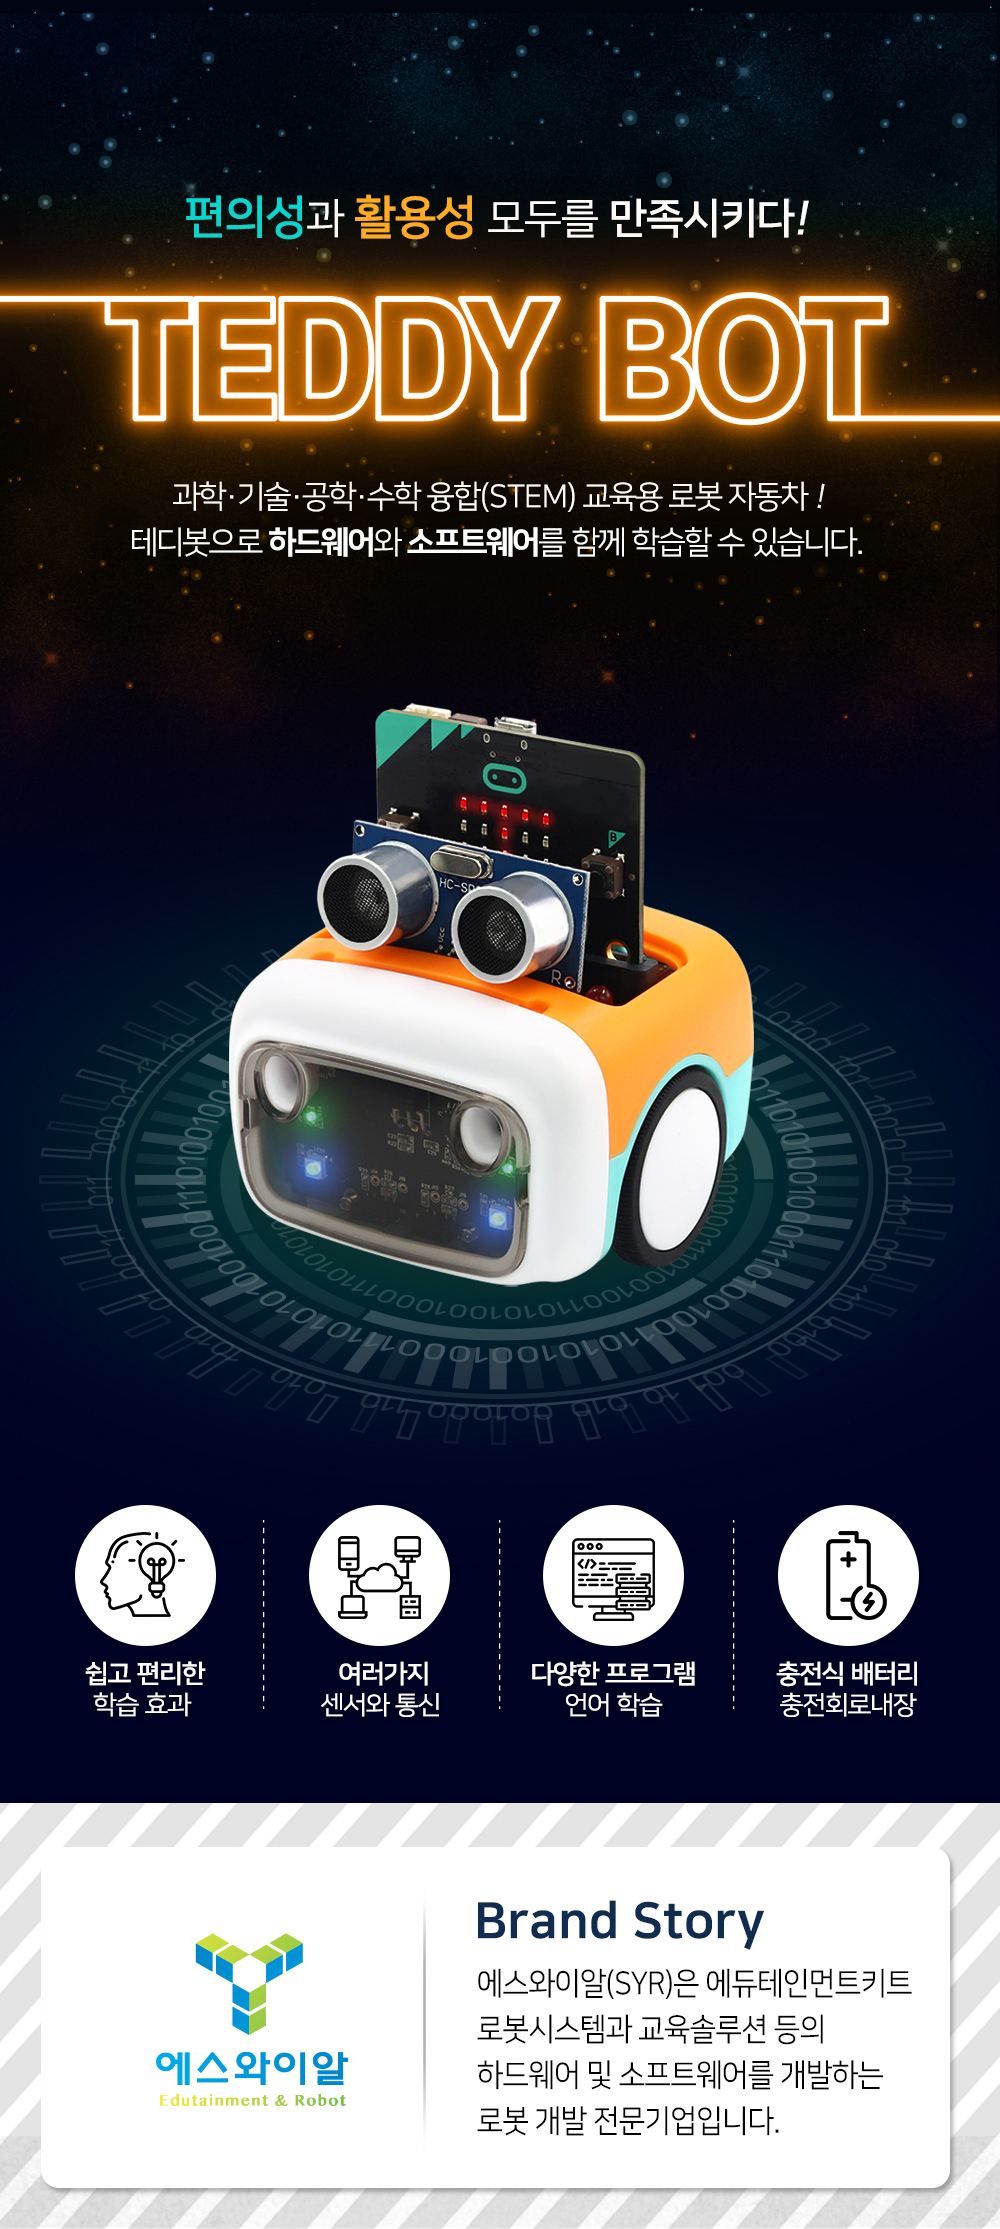 편의성과 활용성 모두를 만족시키다!
TEDDY BOT
과학·기술·공학·수학 융합(STEM) 교육용 로봇 자동차 !
테디봇으로 하드웨어와 소프트웨어를 함께 학습할 수 있습니다.
B
Vcc
R
쉽고 편리한
학습 효과
여러가지
센서와 통신
다양한 프로그램
언어 학습
충전식 배터리
충전회로내장
에스와이알
Edutainment & Robot
Brand Story
에스와이알(SYR)은 에듀테인먼트키트
로봇시스템과 교육솔루션 등의
하드웨어 및 소프트웨어를 개발하는
로봇 개발 전문기업입니다.